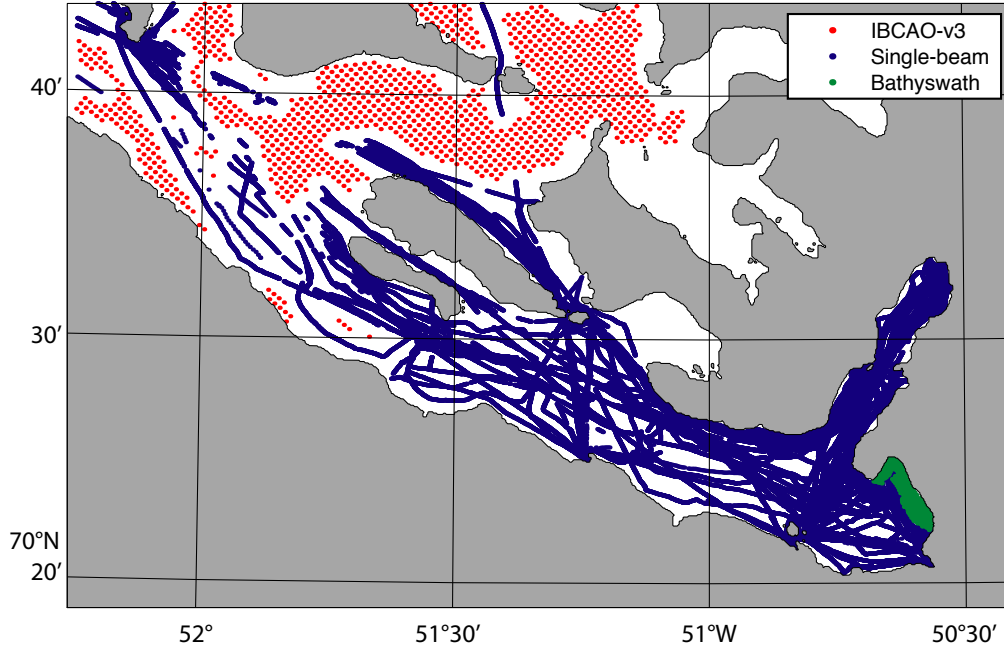 IBCAO-v3
Single-beam
Bathyswath
40′
30′
70°N
20′
52°
51°30′
51°W
50°30′